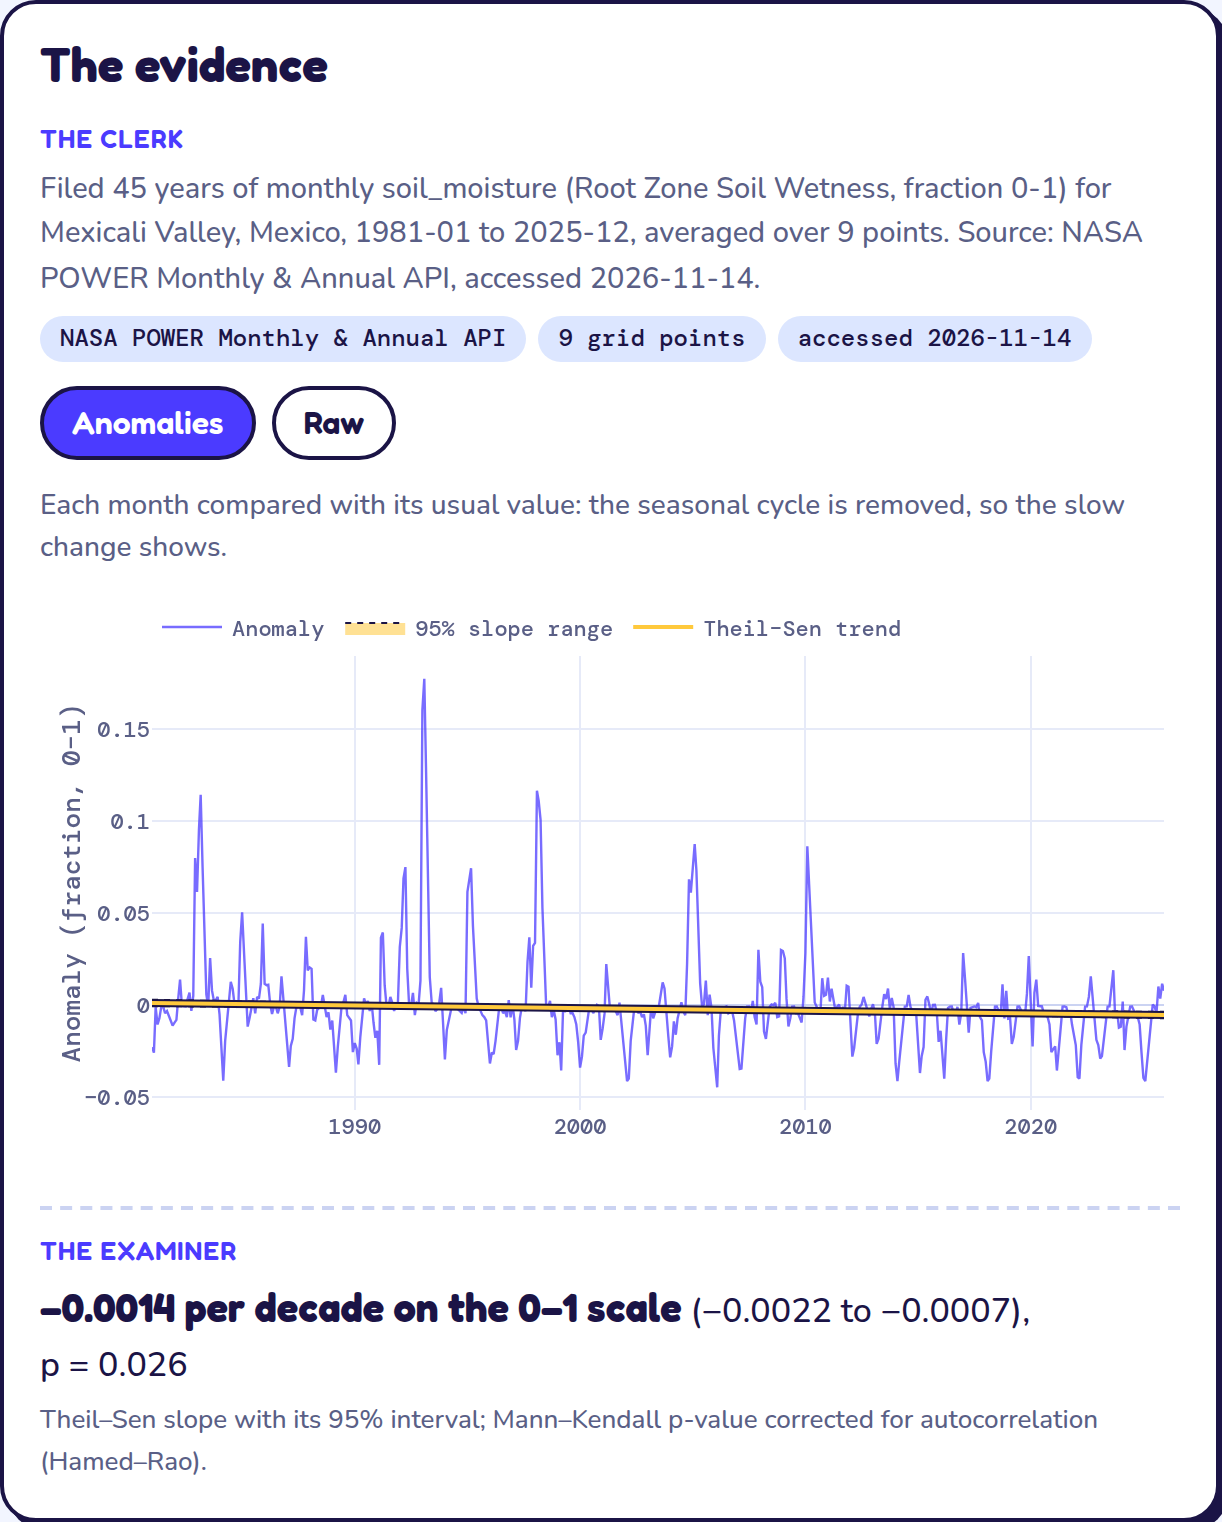 The evidence
THE CLERK
Filed 45 years of monthly soil_moisture (Root Zone Soil Wetness, fraction 0-1) for
Mexicali Valley, Mexico, 1981-01 to 2025-12, averaged over 9 points. Source: NASA
POWER Monthly & Annual API, accessed 2026-11-14.
NASA POWER Monthly & Annual API 9 grid points accessed 2026-11-14
Anomalies Raw
Each month compared with its usual value: the seasonal cycle is removed, so the slow
change shows.
Anomaly 95% slope range Theil-Sen trend
Anomaly (fraction, 0-1)
0.15
0.1
0.05
0
−0.05
1990 2000 2010 2020
THE EXAMINER
−0.0014 per decade on the 0–1 scale (−0.0022 to −0.0007),
p = 0.026
Theil–Sen slope with its 95% interval; Mann–Kendall p-value corrected for autocorrelation
(Hamed–Rao).